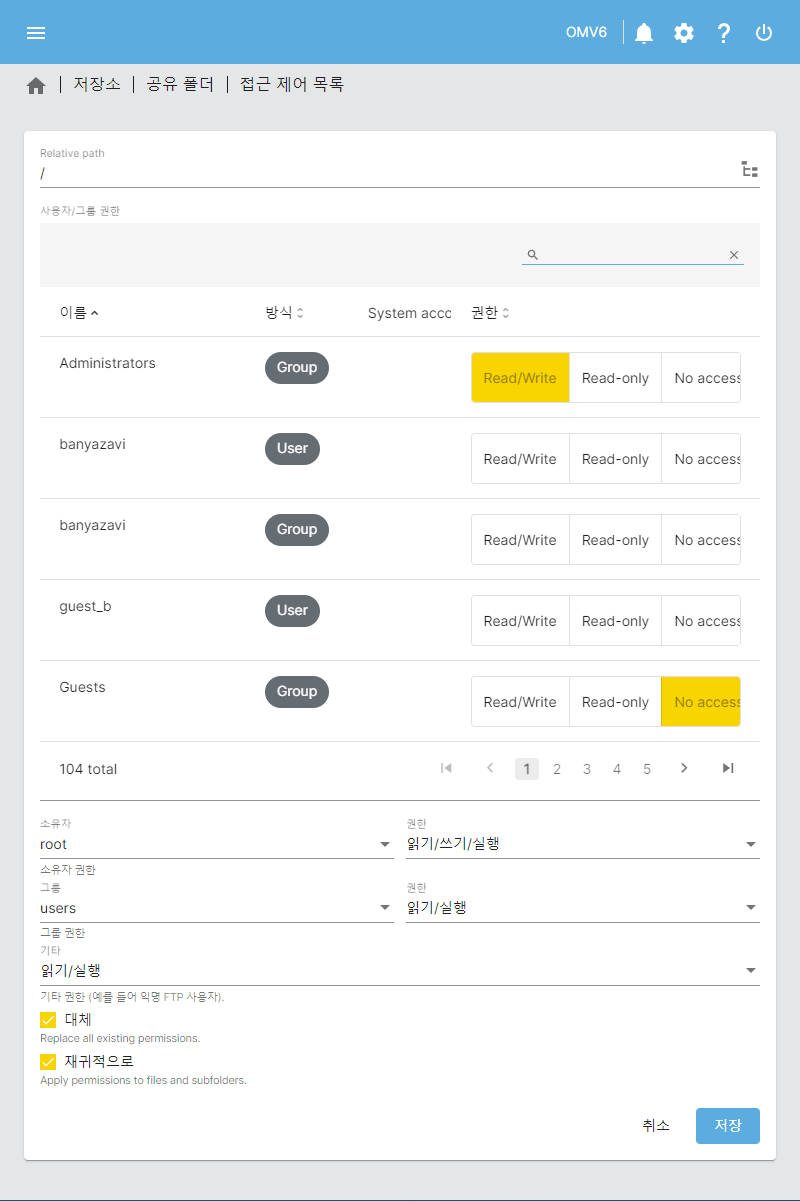 OMV6
저장소 | 공유 폴더 | 접근 제어 목록
Relative path
/
사용자/그룹 권한
이름 방식 System acco 권한
Administrators Group Read/Write Read-only No access
banyazavi User Read/Write Read-only No access
banyazavi Group Read/Write Read-only No access
guest_b User Read/Write Read-only No access
Guests Group Read/Write Read-only No access
104 total 1 2 3 4 5
소유자 권한
root 읽기/쓰기/실행
소유자 권한
그룹 권한
users 읽기/실행
그룹 권한
기타
읽기/실행
기타 권한 (예를 들어 익명 FTP 사용자).
대체
Replace all existing permissions.
재귀적으로
Apply permissions to files and subfolders.
취소 저장